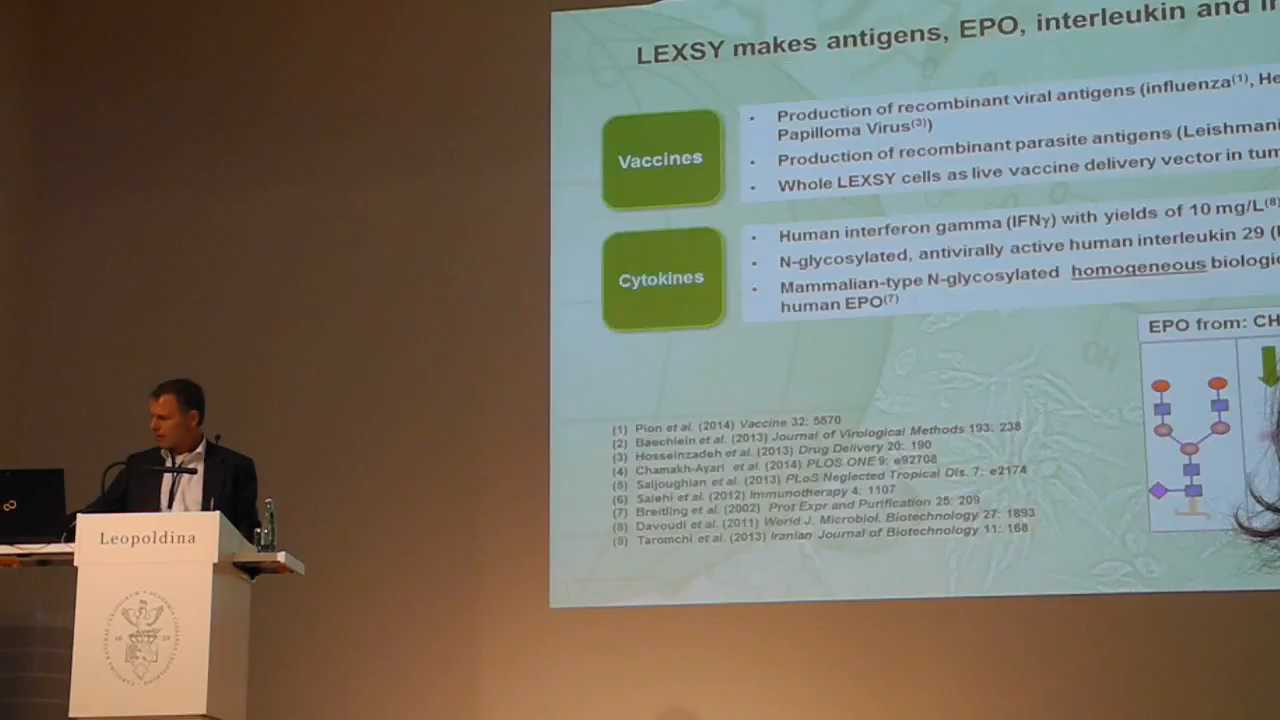 LEXSY makes antigens, EPO, interleukin and
Vaccines
• Production of recombinant viral antigens (influenza(1), He
Papilloma Virus(3))
• Production of recombinant parasite antigens (Leishmani
• Whole LEXSY cells as live vaccine delivery vector in tum
Cytokines
• Human interferon gamma (IFNγ) with yields of 10 mg/L(8)
• N-glycosylated, antivirally active human interleukin 29 (
• Mammalian-type N-glycosylated homogeneous biologic
human EPO(7)
EPO from: CH
(1) Pion et al. (2014) Vaccine 32: 5570
(2) Baechlein et al. (2013) Journal of Virological Methods 193: 238
(3) Hosseinzadeh et al. (2013) Drug Delivery 20: 190
(4) Chamakh-Ayari et al. (2014) PLOS ONE 9: e92708
(5) Saljoughian et al. (2013) PLoS Neglected Tropical Dis. 7: e2174
(6) Salehi et al. (2012) Immunotherapy 4: 1107
(7) Breitling et al. (2002) Prot Expr and Purification 25: 209
(8) Davoudi et al. (2011) World J. Microbiol. Biotechnology 27: 1893
(9) Taromchi et al. (2013) Iranian Journal of Biotechnology 11: 168
Leopoldina